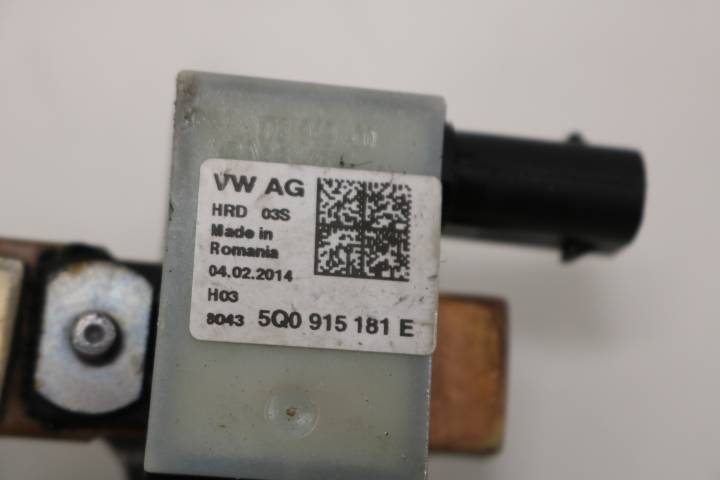 VW AG
HRD 03S
Made in
Romania
04.02.2014
H03
8043 5Q0 915 181 E